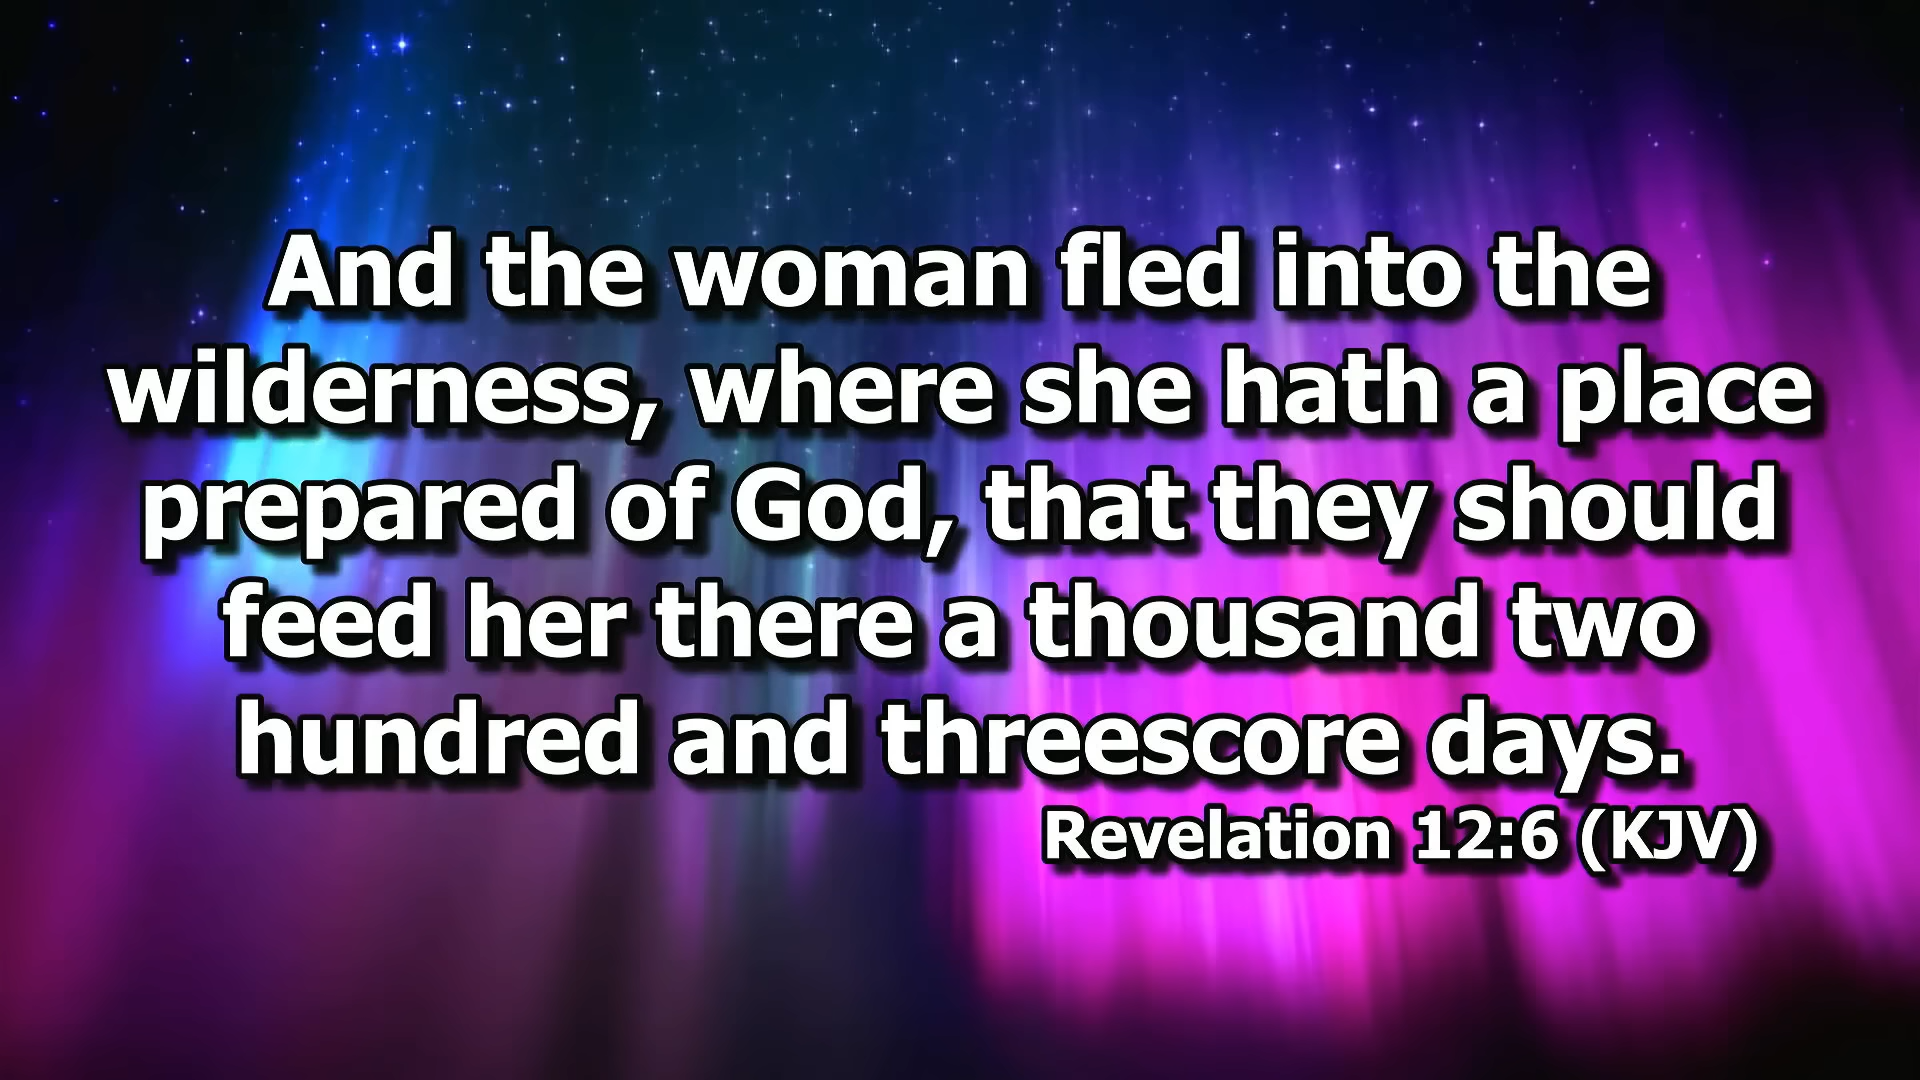 And the woman fled into the
wilderness, where she hath a place
prepared of God, that they should
feed her there a thousand two
hundred and threescore days.
Revelation 12:6 (KJV)